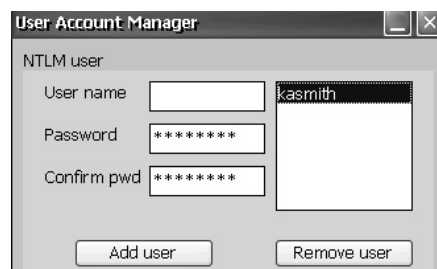 User Account Manager
NTLM user
User name
kasmith
Password ********
Confirm pwd ********
Add user Remove user